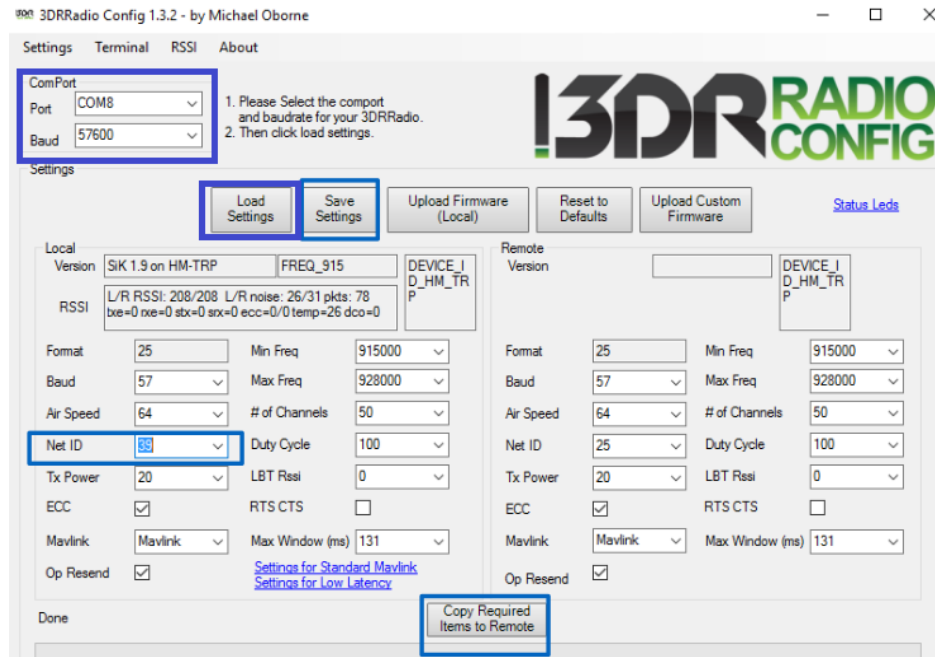 3DRRadio Config 1.3.2 - by Michael Oborne
Settings Terminal RSSI About
ComPort
Port COM8
Baud 57600
1. Please Select the comport
and baudrate for your 3DRRadio.
2. Then click load settings.
!3DR RADIO
CONFIG
Settings
Load
Settings
Save
Settings
Upload Firmware
(Local)
Reset to
Defaults
Upload Custom
Firmware
Status Leds
Local
Version SiK 1.9 on HM-TRP FREQ_915 DEVICE_I
D_HM_TR
P
RSSI L/R RSSI: 208/208 L/R noise: 26/31 pkts: 78
txe=0 rxe=0 stx=0 srx=0 ecc=0/0 temp=26 dco=0
Format 25 Min Freq 915000
Baud 57 Max Freq 928000
Air Speed 64 # of Channels 50
Net ID 39 Duty Cycle 100
Tx Power 20 LBT Rssi 0
ECC RTS CTS
Mavlink Mavlink Max Window (ms) 131
Op Resend Settings for Standard Mavlink
Settings for Low Latency
Remote
Version DEVICE_I
D_HM_TR
P
Format 25 Min Freq 915000
Baud 57 Max Freq 928000
Air Speed 64 # of Channels 50
Net ID 25 Duty Cycle 100
Tx Power 20 LBT Rssi 0
ECC RTS CTS
Mavlink Mavlink Max Window (ms) 131
Op Resend
Done
Copy Required
Items to Remote